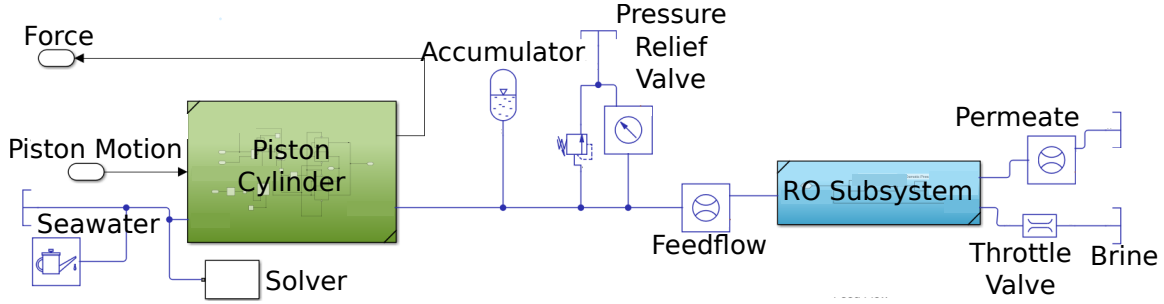 Force
Accumulator
Pressure
Relief
Valve
Piston Motion
Piston
Cylinder
Seawater
Solver
Feedflow
RO Subsystem
Permeate
Throttle
Valve
Brine